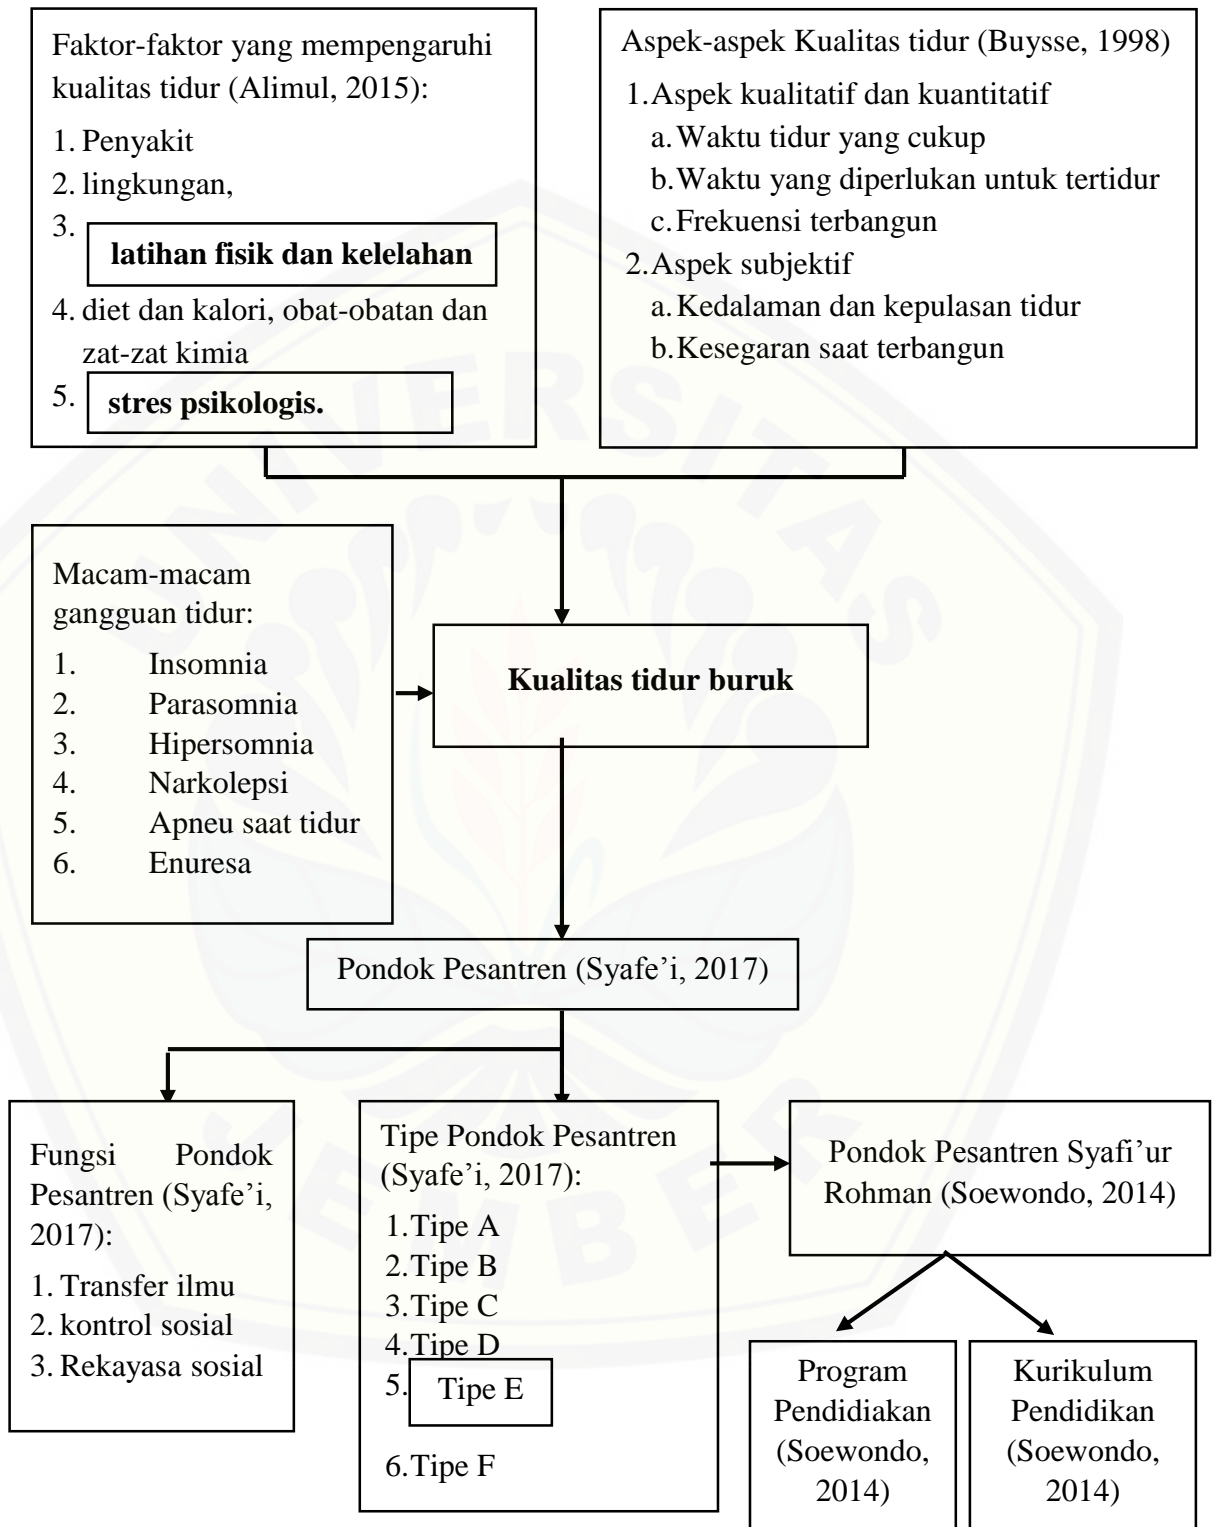 Faktor-faktor yang mempengaruhi
kualitas tidur (Alimul, 2015):
1. Penyakit
2. lingkungan,
3.
latihan fisik dan kelelahan
4. diet dan kalori, obat-obatan dan
zat-zat kimia
5. stres psikologis.
Aspek-aspek Kualitas tidur (Buysse, 1998)
1. Aspek kualitatif dan kuantitatif
a. Waktu tidur yang cukup
b. Waktu yang diperlukan untuk tertidur
c. Frekuensi terbangun
2. Aspek subjektif
a. Kedalaman dan kepulasan tidur
b. Kesegaran saat terbangun
Macam-macam
gangguan tidur:
1. Insomnia
2. Parasomnia
3. Hipersomnia
4. Narkolepsi
5. Apneu saat tidur
6. Enuresa
Kualitas tidur buruk
Pondok Pesantren (Syafe’i, 2017)
Fungsi Pondok
Pesantren (Syafe’i,
2017):
1. Transfer ilmu
2. kontrol sosial
3. Rekayasa sosial
Tipe Pondok Pesantren
(Syafe’i, 2017):
1. Tipe A
2. Tipe B
3. Tipe C
4. Tipe D
5. Tipe E
6. Tipe F
Pondok Pesantren Syafi’ur
Rohman (Soewondo, 2014)
Program
Pendidiakan
(Soewondo,
2014)
Kurikulum
Pendidikan
(Soewondo,
2014)
UNIVERSITAS
JEMBER